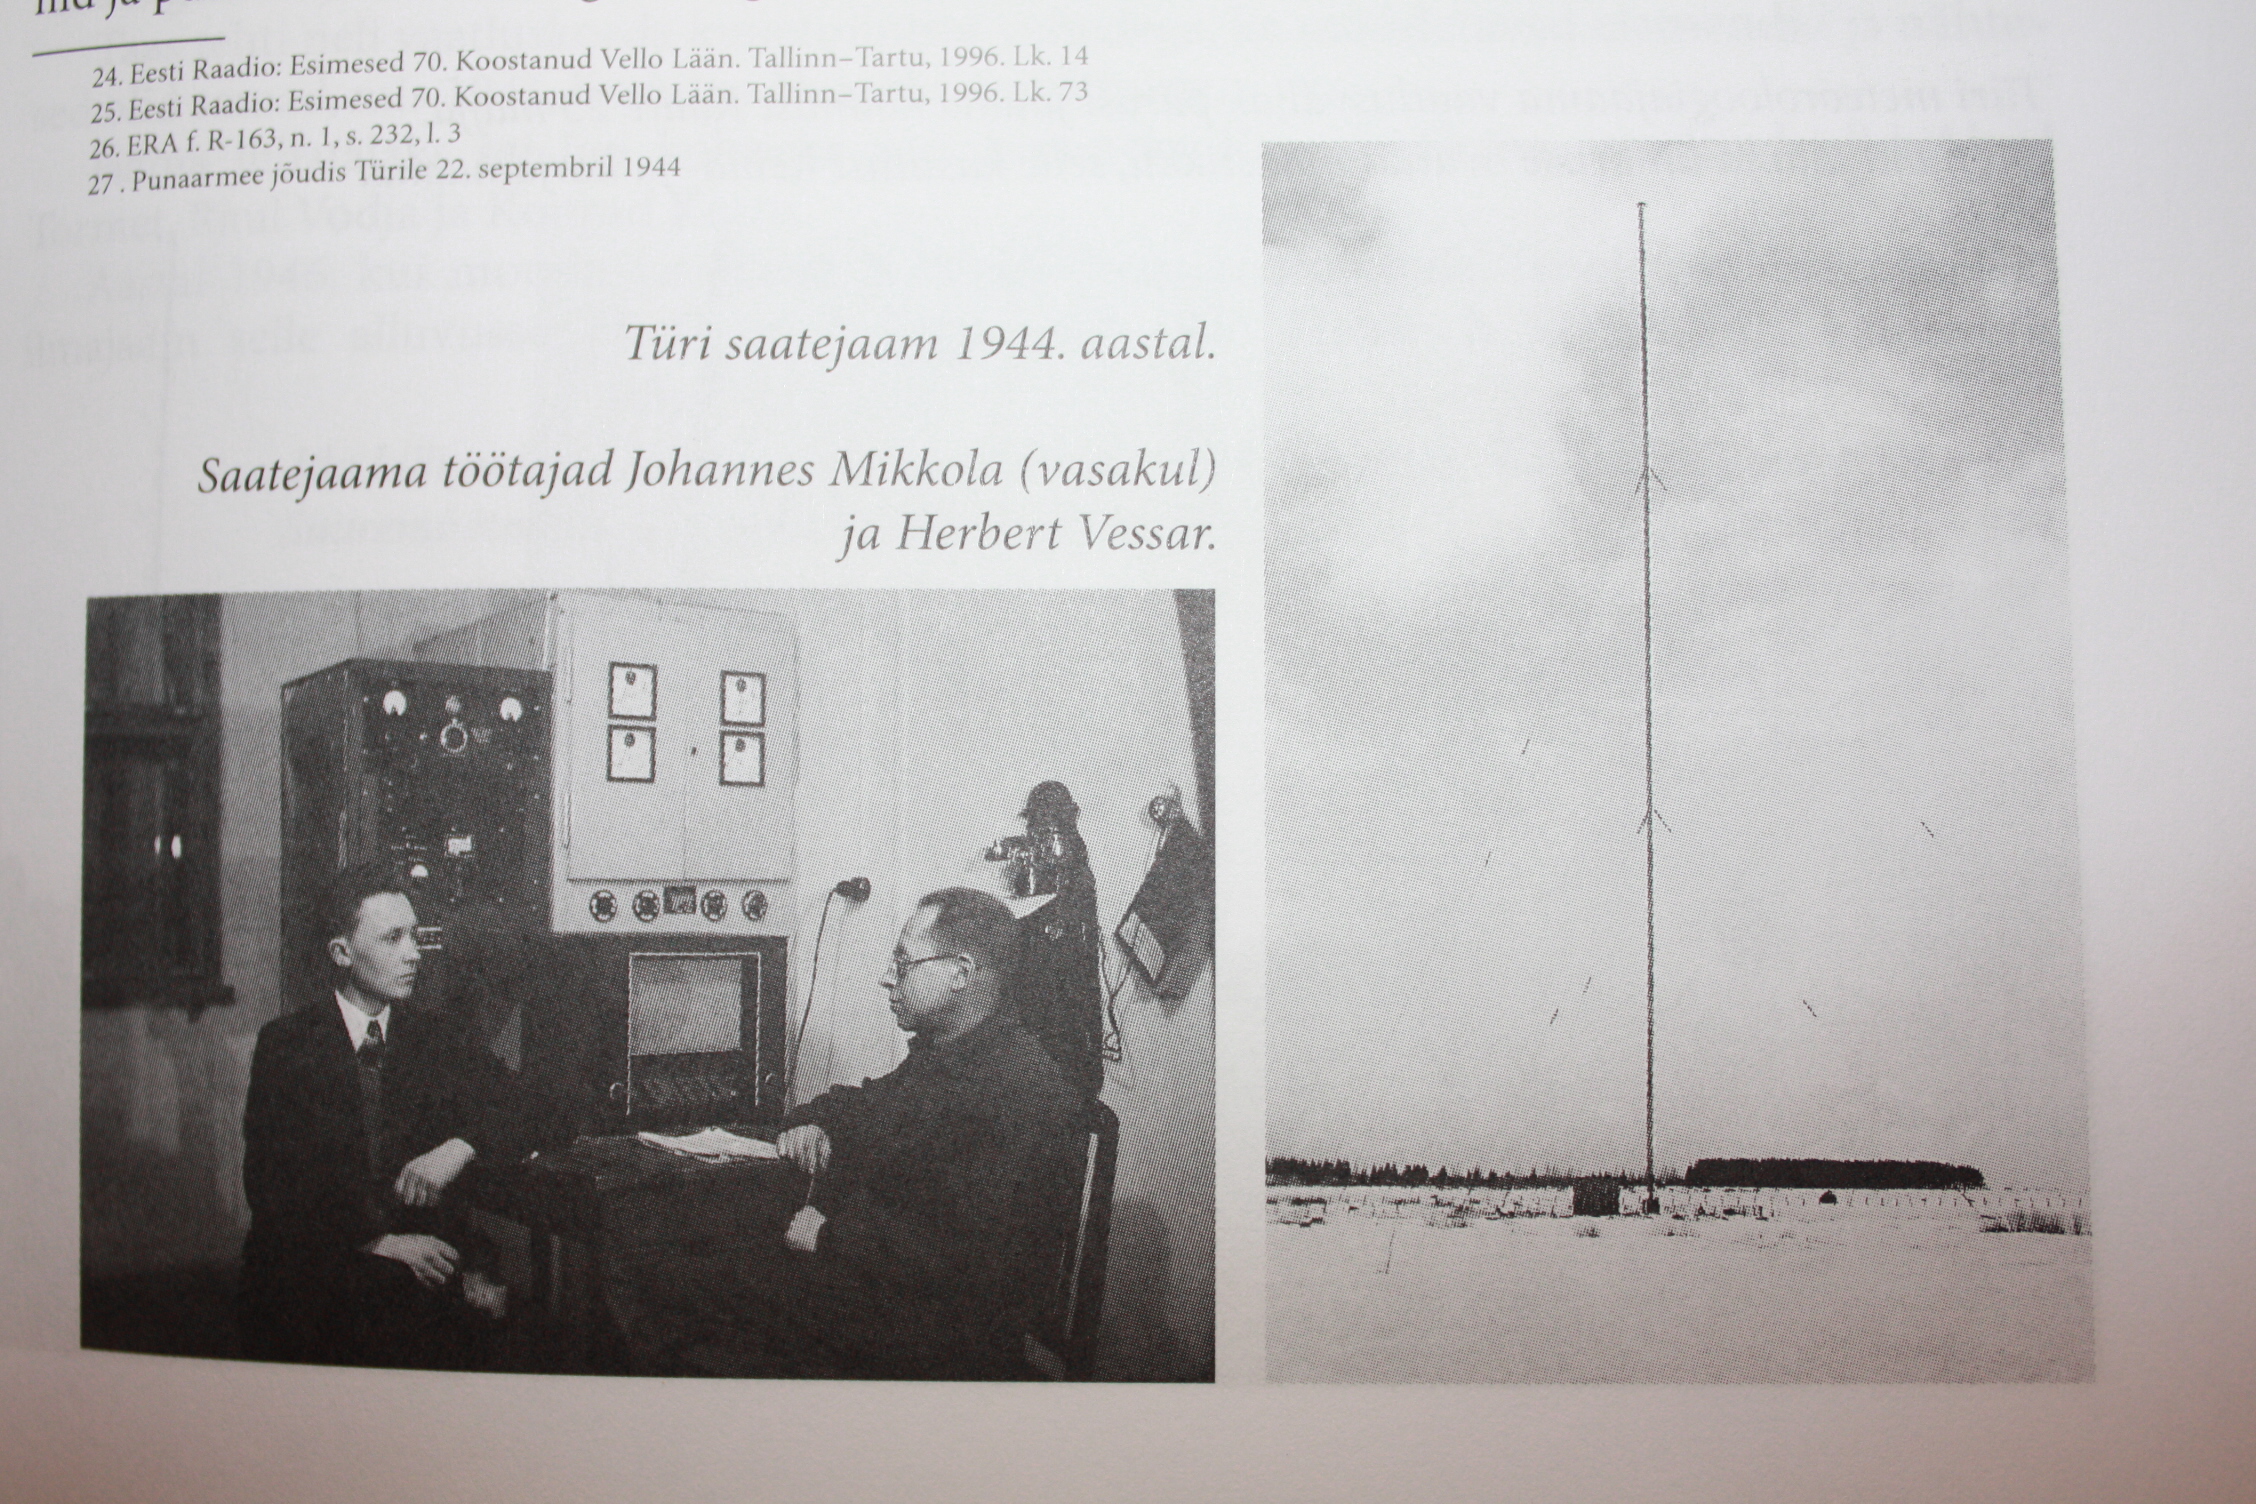 24. Eesti Raadio: Esimesed 70. Koostanud Vello Lään. Tallinn–Tartu, 1996. Lk. 14
25. Eesti Raadio: Esimesed 70. Koostanud Vello Lään. Tallinn–Tartu, 1996. Lk. 73
26. ERA f. R-163, n. 1, s. 232, l. 3
27 . Punaarmee jõudis Türile 22. septembril 1944
Türi saatejaam 1944. aastal.
Saatejaama töötajad Johannes Mikkola (vasakul)
ja Herbert Vessar.